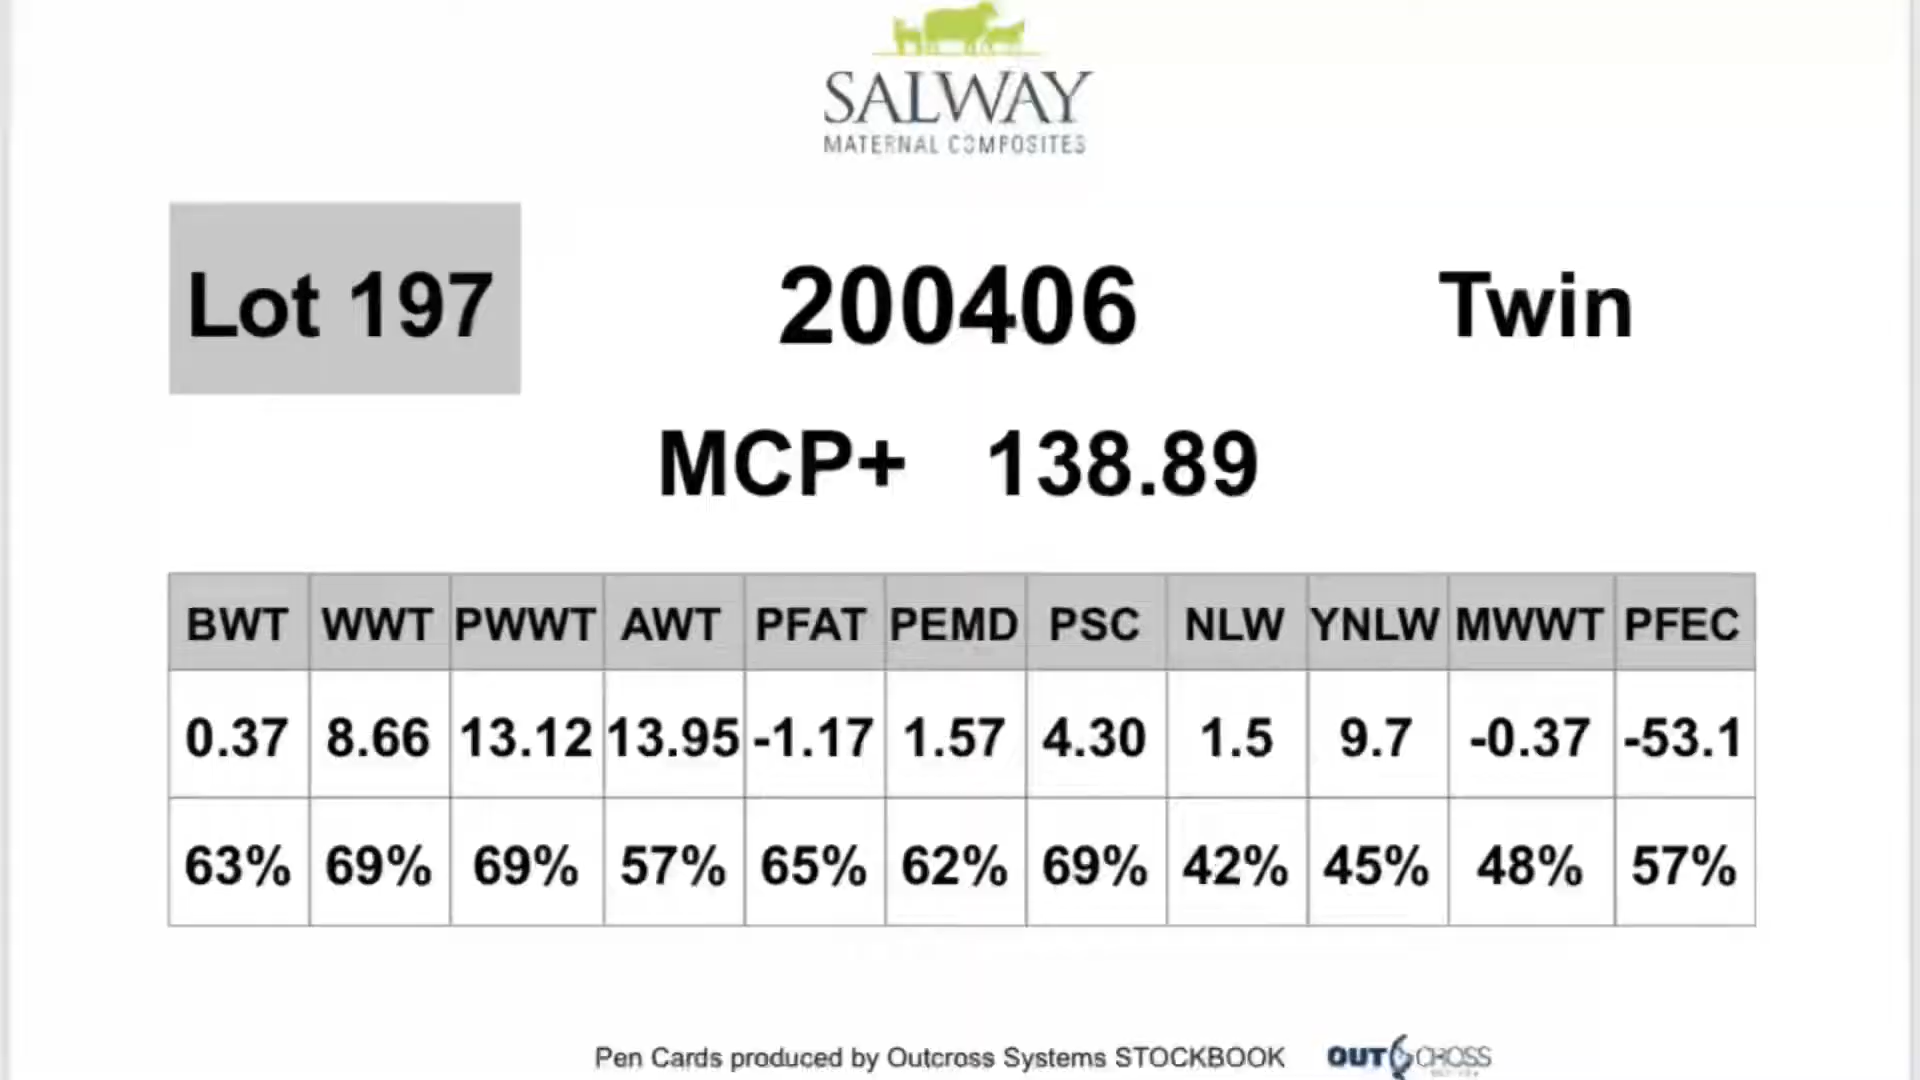 SALWAY
MATERNAL COMPOSITES
Lot 197 200406 Twin
MCP+ 138.89
BWT WWT PWWT AWT PFAT PEMD PSC NLW YNLW MWWT PFEC
0.37 8.66 13.12 13.95 -1.17 1.57 4.30 1.5 9.7 -0.37 -53.1
63% 69% 69% 57% 65% 62% 69% 42% 45% 48% 57%
Pen Cards produced by Outcross Systems STOCKBOOK OUTCROSS